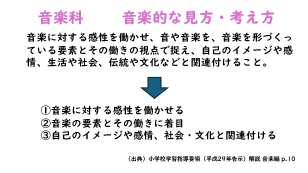 音楽科　　音楽的な見方・考え方
音楽に対する感性を働かせ、音や音楽を、音楽を形づくっ
ている要素とその働きの視点で捉え、自己のイメージや感
情、生活や社会、伝統や文化などと関連付けること。
①音楽に対する感性を働かせる
②音楽の要素とその働きに着目
③自己のイメージや感情、社会・文化と関連付ける
（出典）小学校学習指導要領（平成29年告示）解説 音楽編 p.10